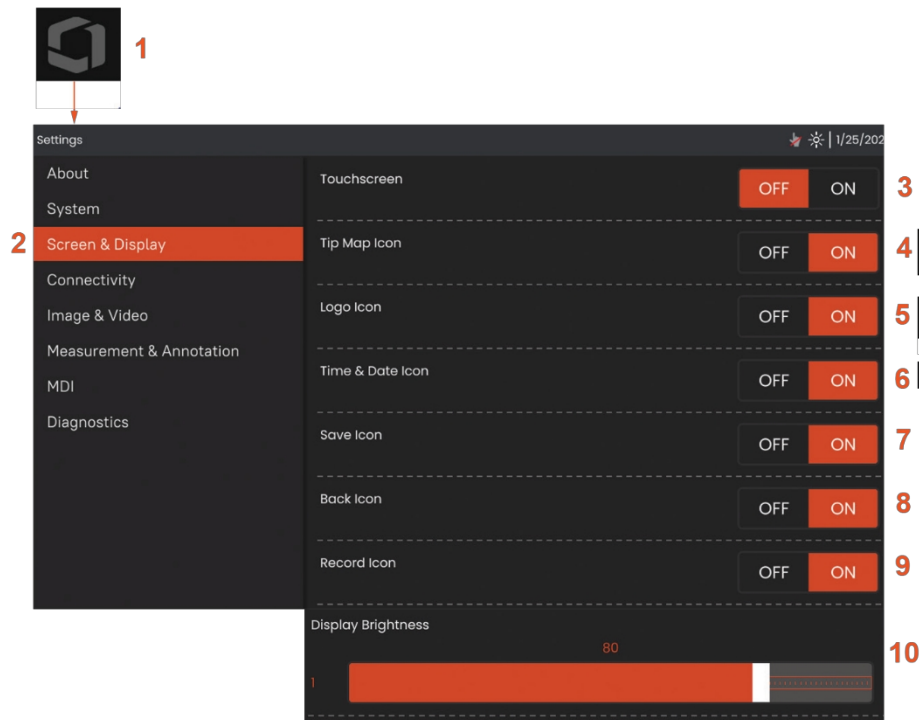 1
Settings 1/25/202
About
System
2 Screen & Display
Connectivity
Image & Video
Measurement & Annotation
MDI
Diagnostics
Touchscreen OFF ON 3
Tip Map Icon OFF ON 4
Logo Icon OFF ON 5
Time & Date Icon OFF ON 6
Save Icon OFF ON 7
Back Icon OFF ON 8
Record Icon OFF ON 9
Display Brightness
80
1 10